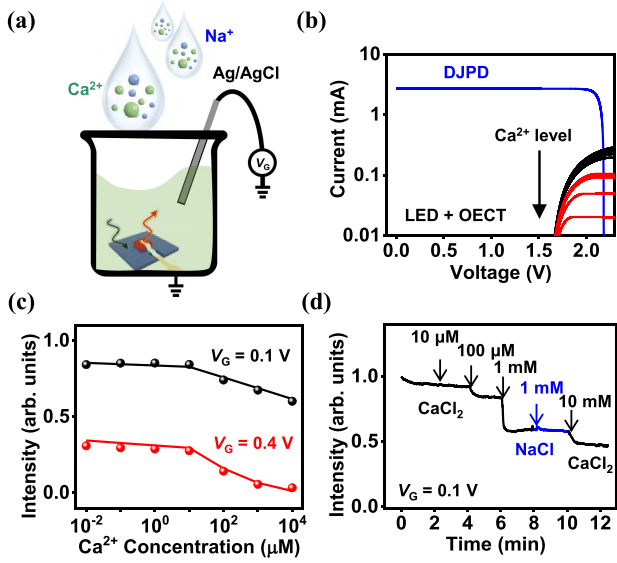 (a)
Na⁺
Ca²⁺
Ag/AgCl
V_G
(b)
Current (mA)
10
1
0.1
0.01
DJPD
Ca²⁺ level
LED + OECT
0.0 0.5 1.0 1.5 2.0
Voltage (V)
(c)
Intensity (arb. units)
1.0
0.5
0.0
V_G = 0.1 V
V_G = 0.4 V
10⁻² 10⁰ 10² 10⁴
Ca²⁺ Concentration (μM)
(d)
Intensity (arb. units)
1.0
0.5
0.0
10 μM
100 μM
1 mM
CaCl₂
1 mM
NaCl
10 mM
CaCl₂
V_G = 0.1 V
0 2 4 6 8 10 12
Time (min)